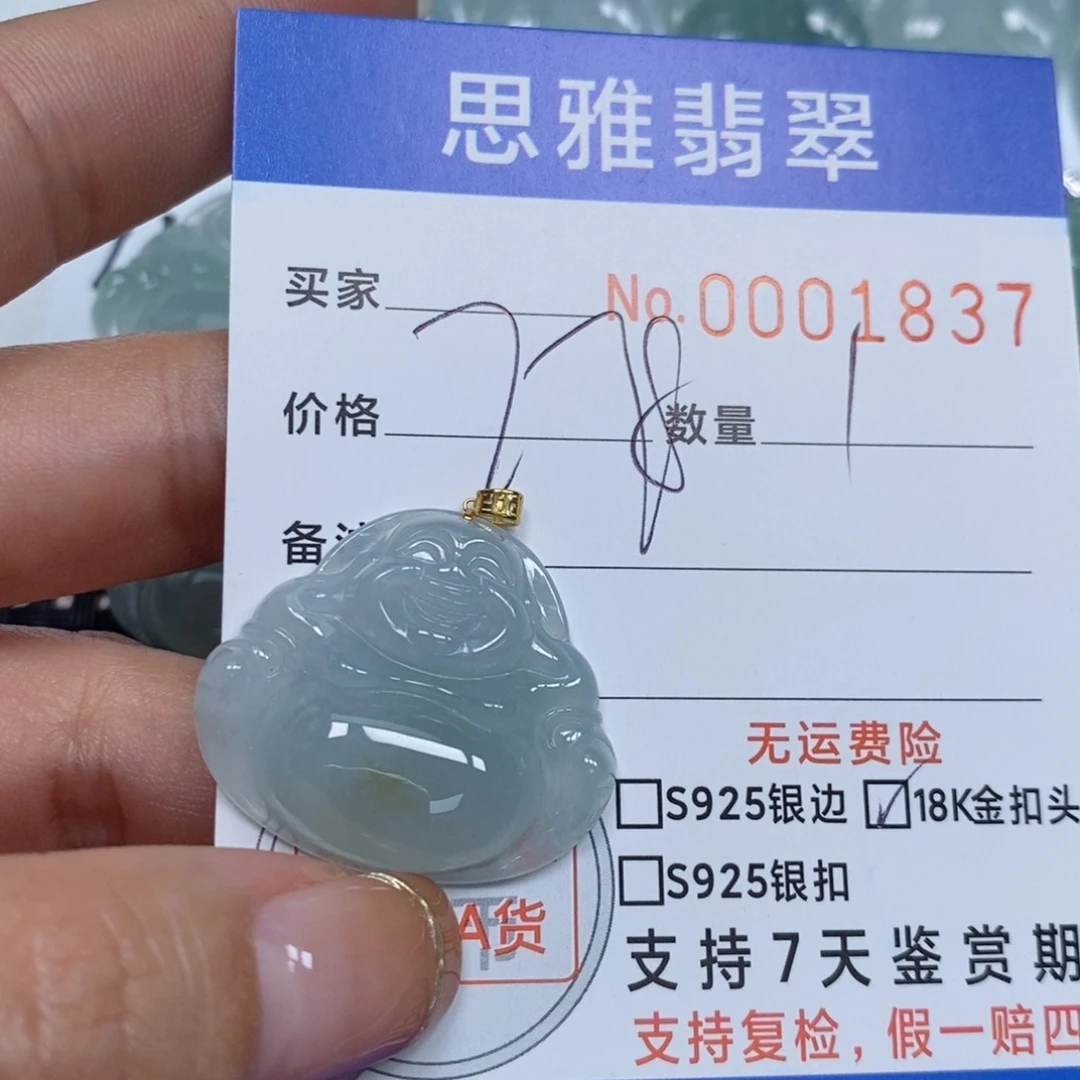 思雅翡翠
买家 No.0001837
价格 778 数量 1
备注
无运费险
S925银边 18K金扣头
S925银扣
A货
支持7天鉴赏期
支持复检，假一赔四